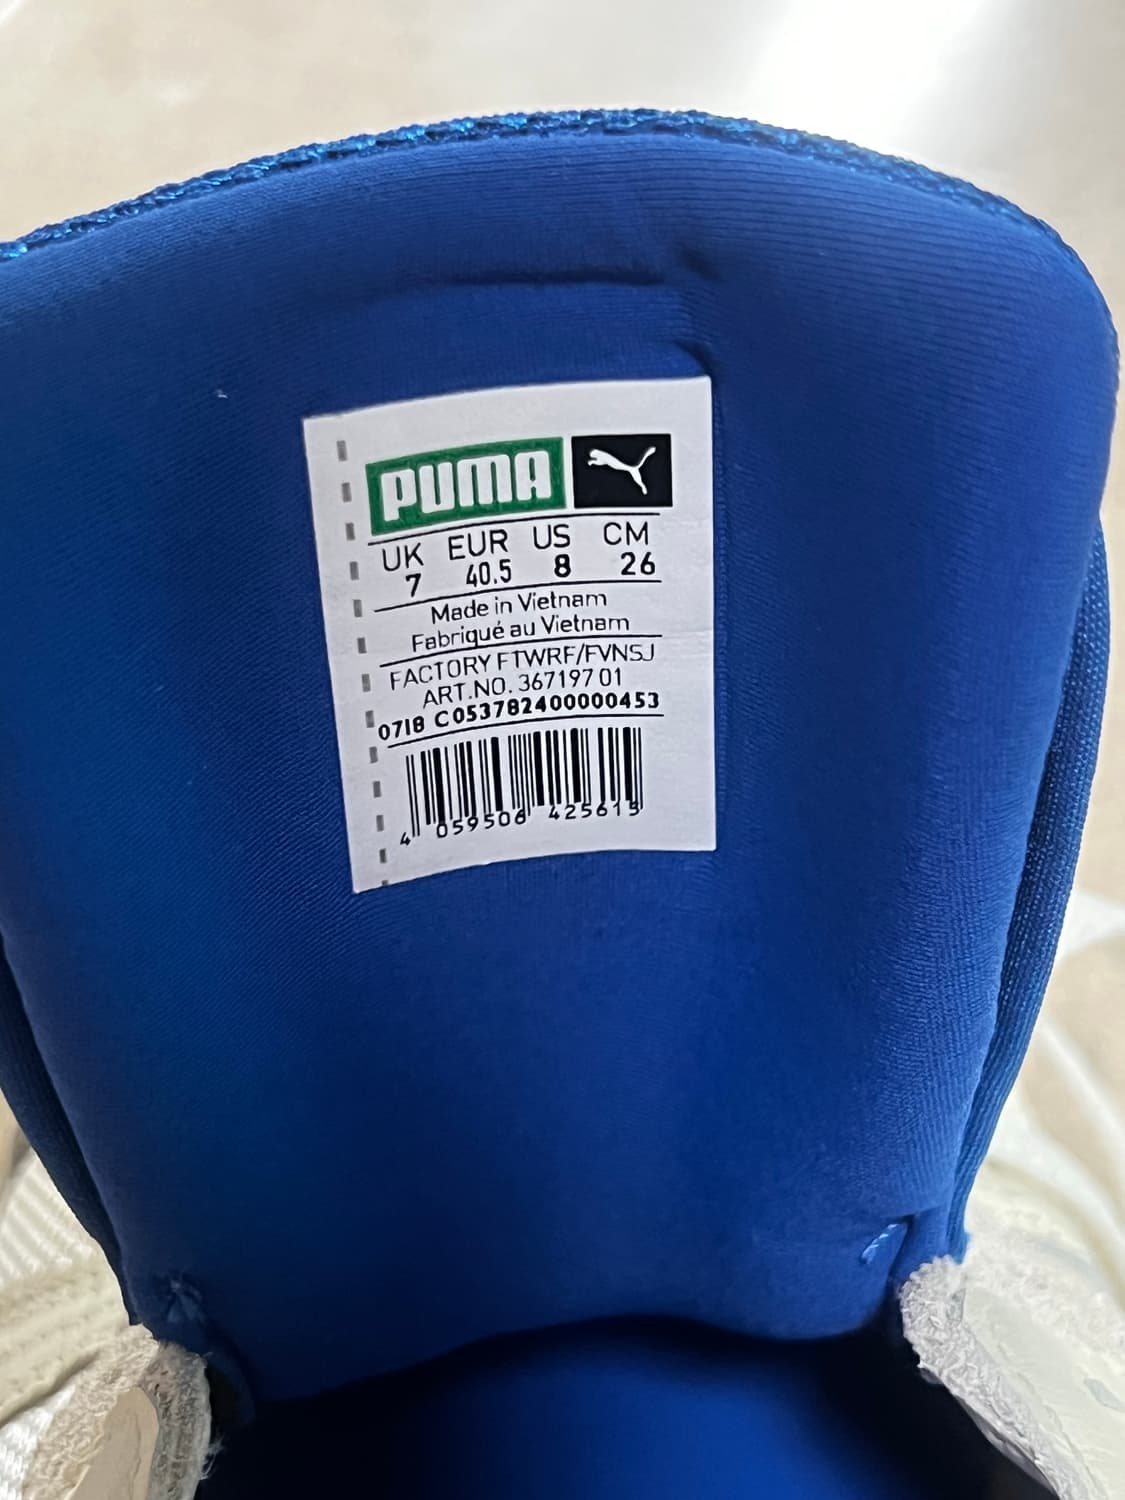 PUMA
UK EUR US CM
7 40.5 8 26
Made in Vietnam
Fabriqué au Vietnam
FACTORY FTWRF/FVNSJ
ART.NO. 367197 01
0718 C053782400000453
4 059506 425615